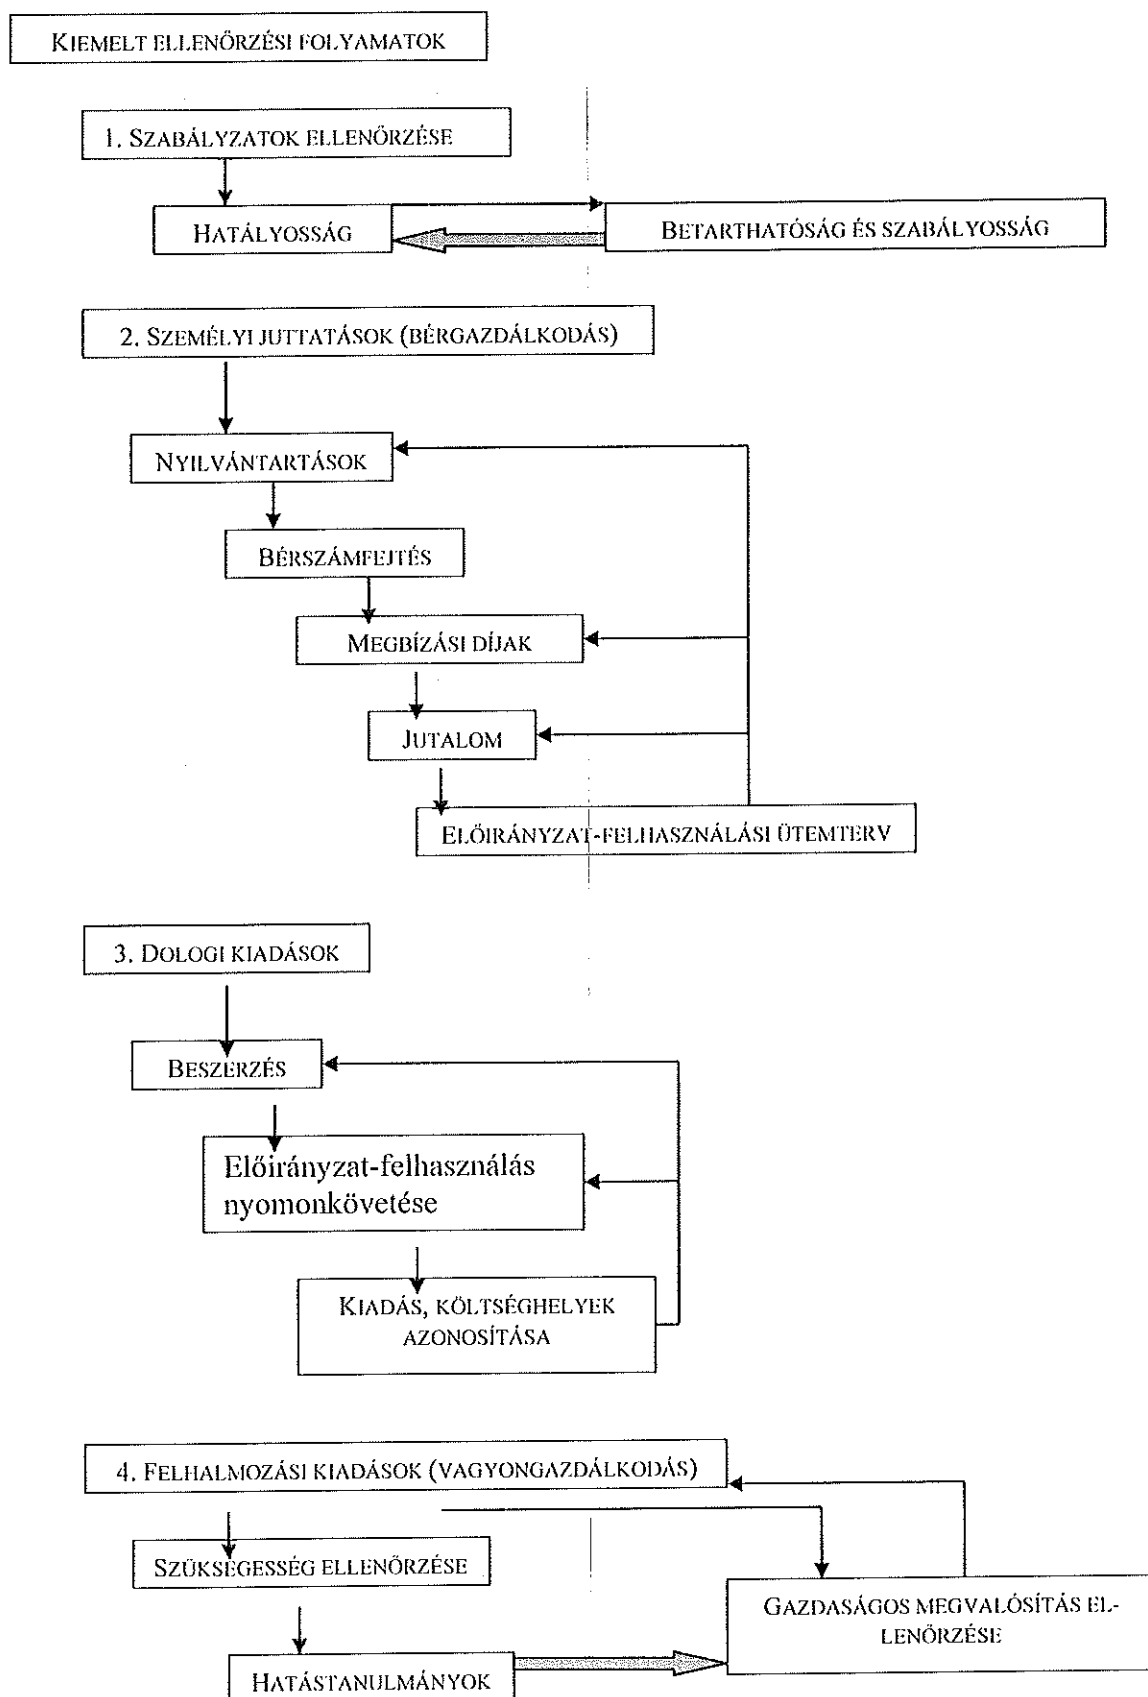 KIEMELT ELLENŐRZÉSI FOLYAMATOK
1. SZABÁLYZATOK ELLENŐRZÉSE
HATÁLYOSSÁG
BETARTHATÓSÁG ÉS SZABÁLYOSSÁG
2. SZEMÉLYI JUTTATÁSOK (BÉRGAZDÁLKODÁS)
NYILVÁNTARTÁSOK
BÉRSZÁMFEJTÉS
MEGBÍZÁSI DÍJAK
JUTALOM
ELŐIRÁNYZAT-FELHASZNÁLÁSI ÜTEMTERV
3. DOLOGI KIADÁSOK
BESZERZÉS
Előirányzat-felhasználás
nyomonkövetése
KIADÁS, KÖLTSÉGHELYEK
AZONOSÍTÁSA
4. FELHALMOZÁSI KIADÁSOK (VAGYONGAZDÁLKODÁS)
SZÜKSÉGESSÉG ELLENŐRZÉSE
GAZDASÁGOS MEGVALÓSÍTÁS EL-
LENŐRZÉSE
HATÁSTANULMÁNYOK